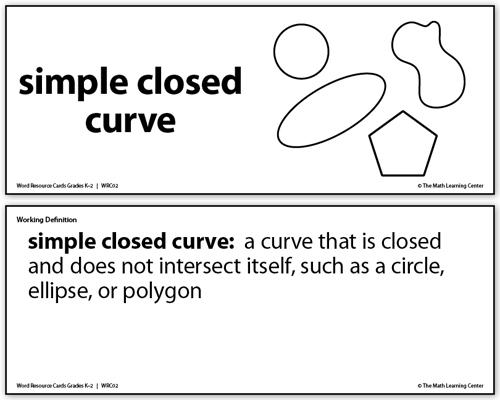 simple closed
curve
Word Resource Cards Grades K–2 | WRC02
© The Math Learning Center
Working Definition
simple closed curve: a curve that is closed
and does not intersect itself, such as a circle,
ellipse, or polygon
Word Resource Cards Grades K–2 | WRC02
© The Math Learning Center